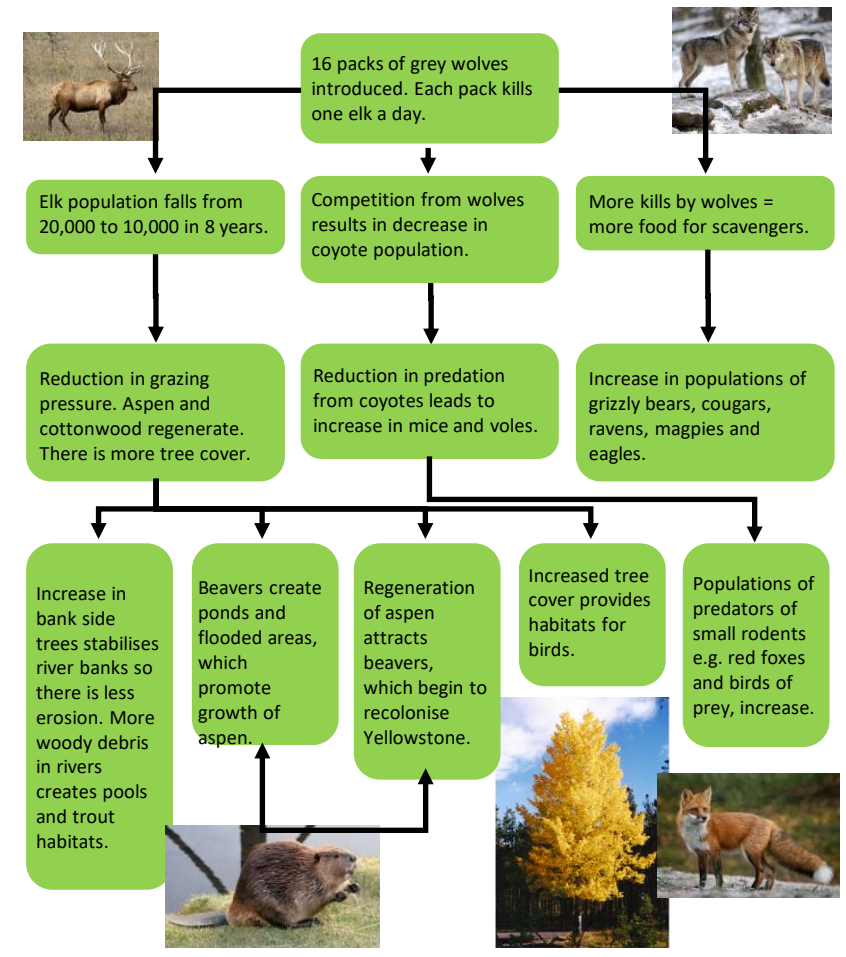 16 packs of grey wolves
introduced. Each pack kills
one elk a day.
Elk population falls from
20,000 to 10,000 in 8 years.
Competition from wolves
results in decrease in
coyote population.
More kills by wolves =
more food for scavengers.
Reduction in grazing
pressure. Aspen and
cottonwood regenerate.
There is more tree cover.
Reduction in predation
from coyotes leads to
increase in mice and voles.
Increase in populations of
grizzly bears, cougars,
ravens, magpies and
eagles.
Increase in
bank side
trees stabilises
river banks so
there is less
erosion. More
woody debris
in rivers
creates pools
and trout
habitats.
Beavers create
ponds and
flooded areas,
which
promote
growth of
aspen.
Regeneration
of aspen
attracts
beavers,
which begin to
recolonise
Yellowstone.
Increased tree
cover provides
habitats for
birds.
Populations of
predators of
small rodents
e.g. red foxes
and birds of
prey, increase.